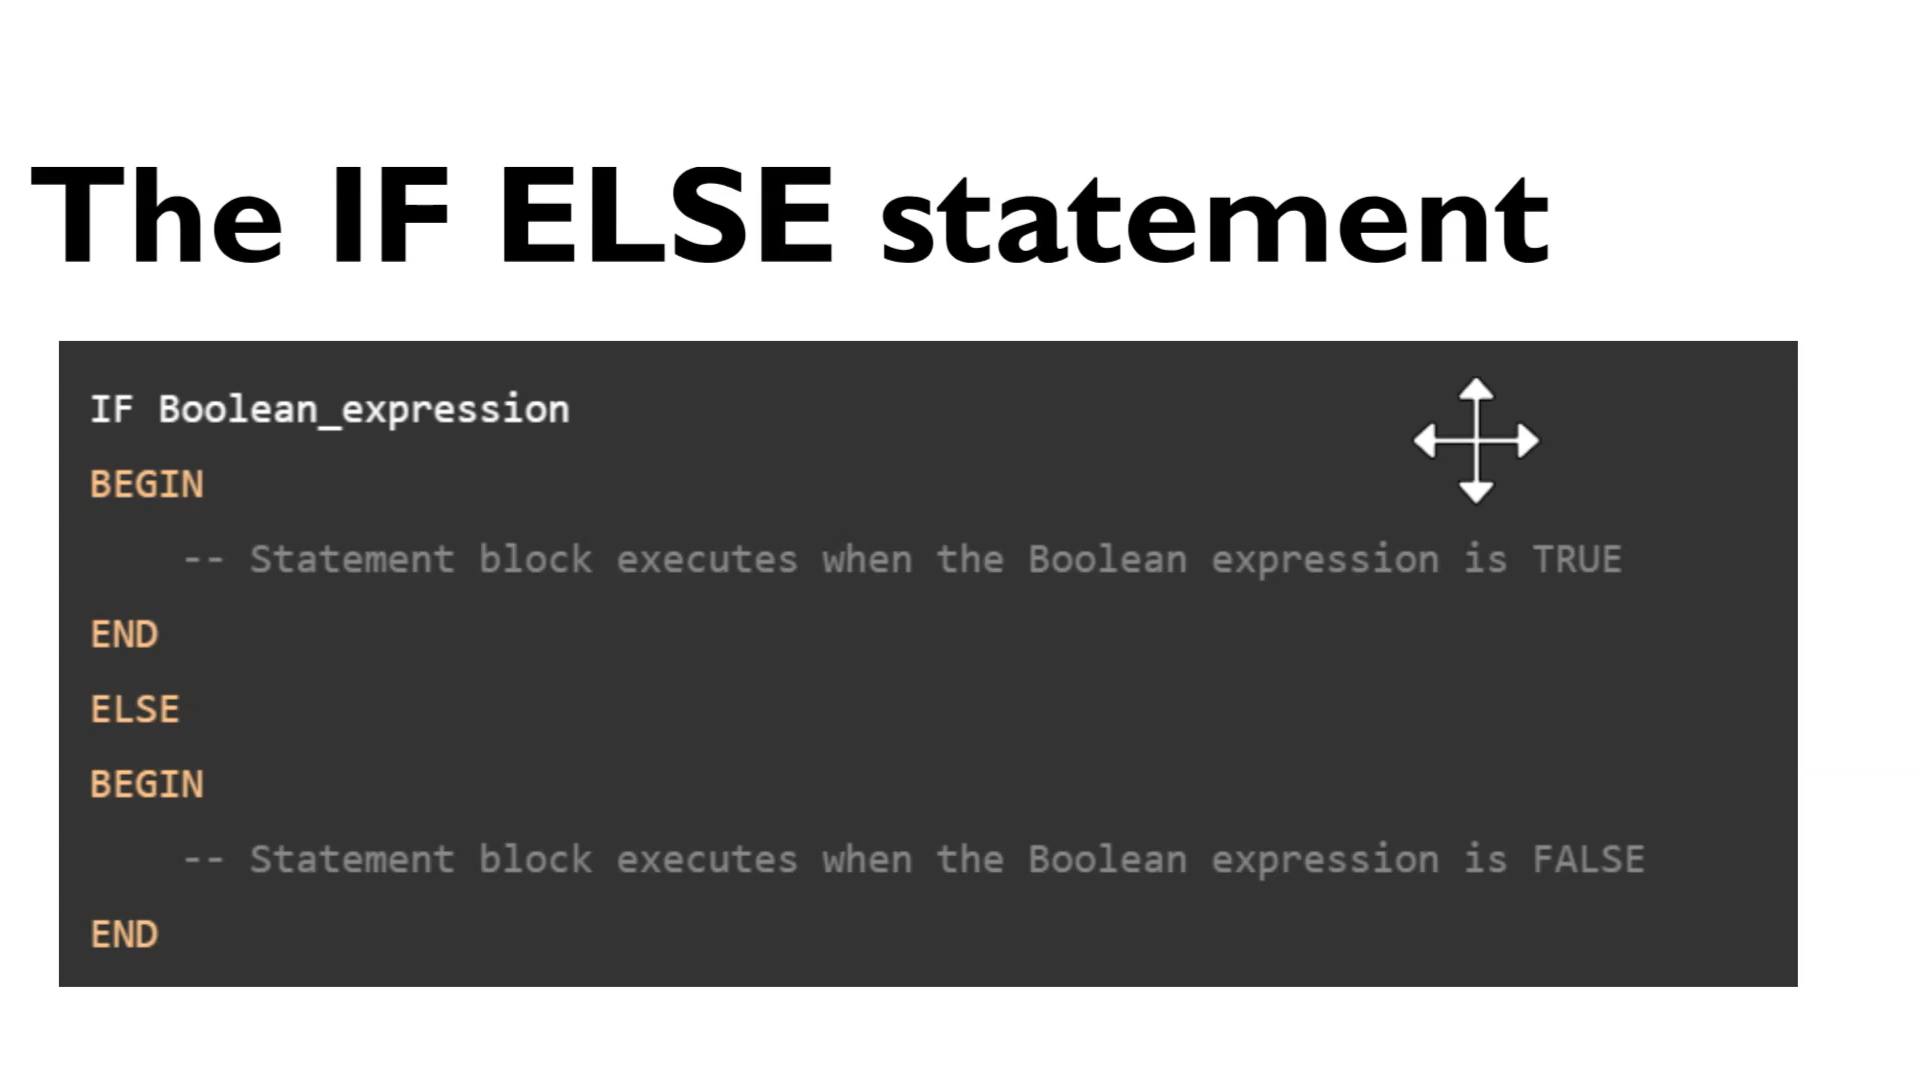 The IF ELSE statement
IF Boolean_expression
BEGIN
-- Statement block executes when the Boolean expression is TRUE
END
ELSE
BEGIN
-- Statement block executes when the Boolean expression is FALSE
END